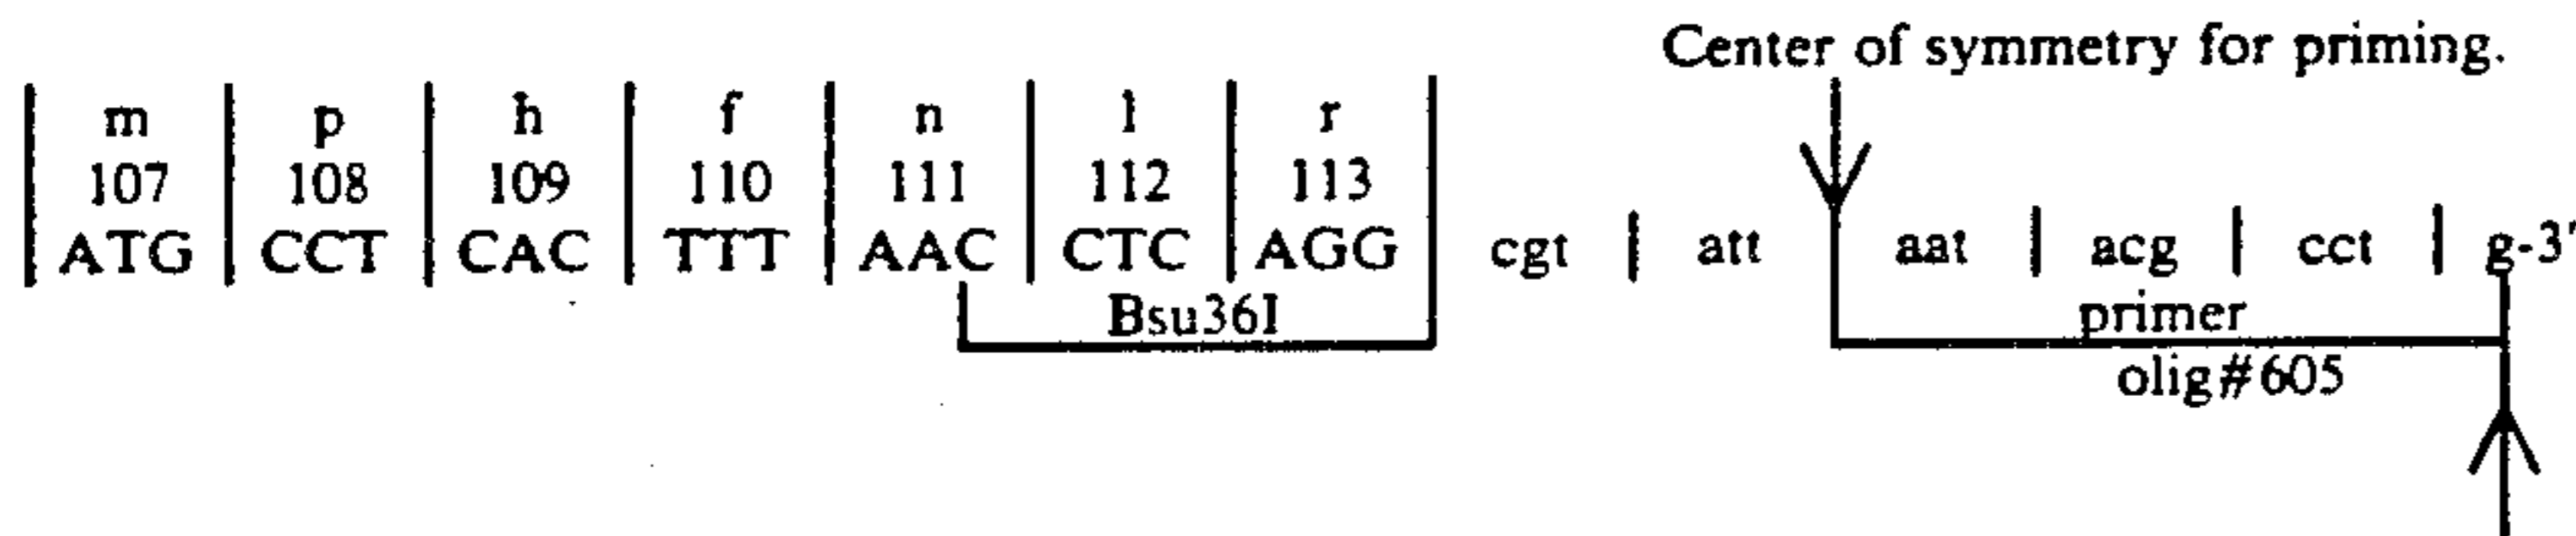 Center of symmetry for priming.
m p h f n l r
107 108 109 110 111 112 113
ATG CCT CAC TTT AAC CTC AGG cgt att aat acg cct g-3'
Bsu36I primer
olig#605